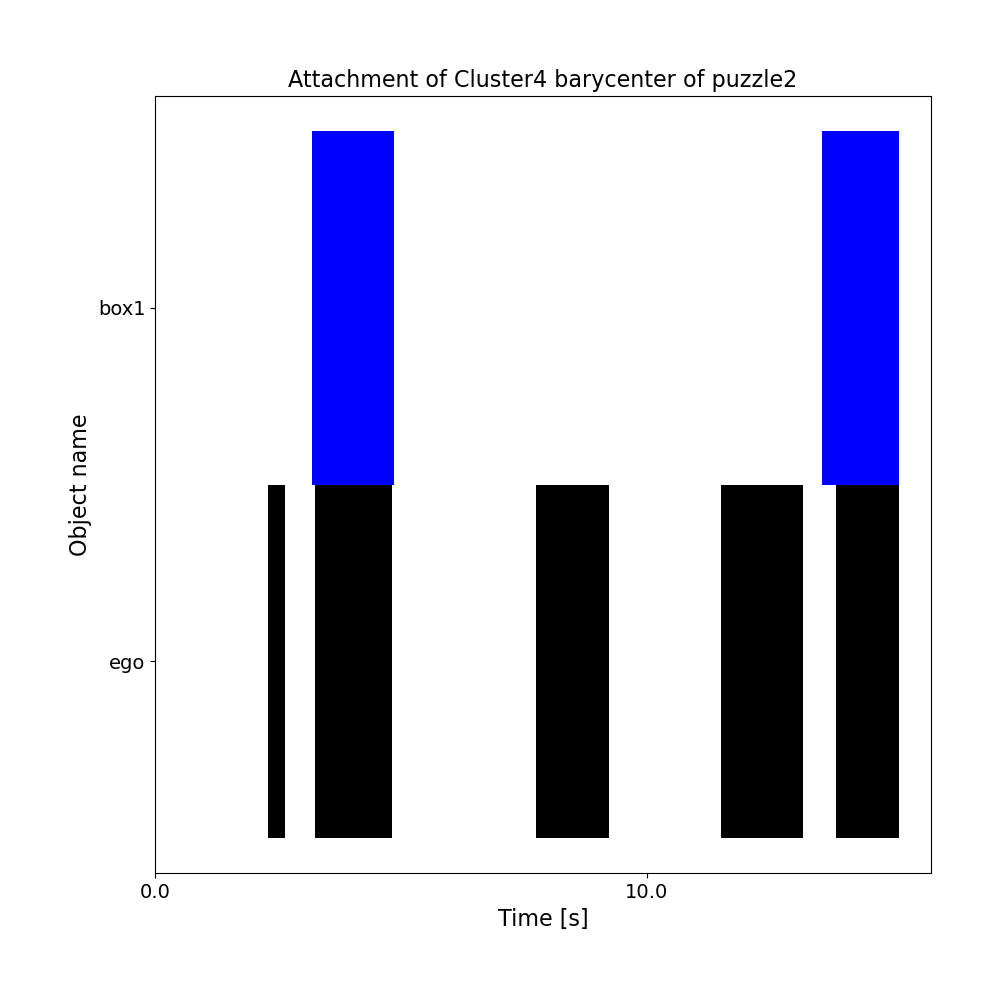 Attachment of Cluster4 barycenter of puzzle2
box1
Object name
ego
0.0
10.0
Time [s]